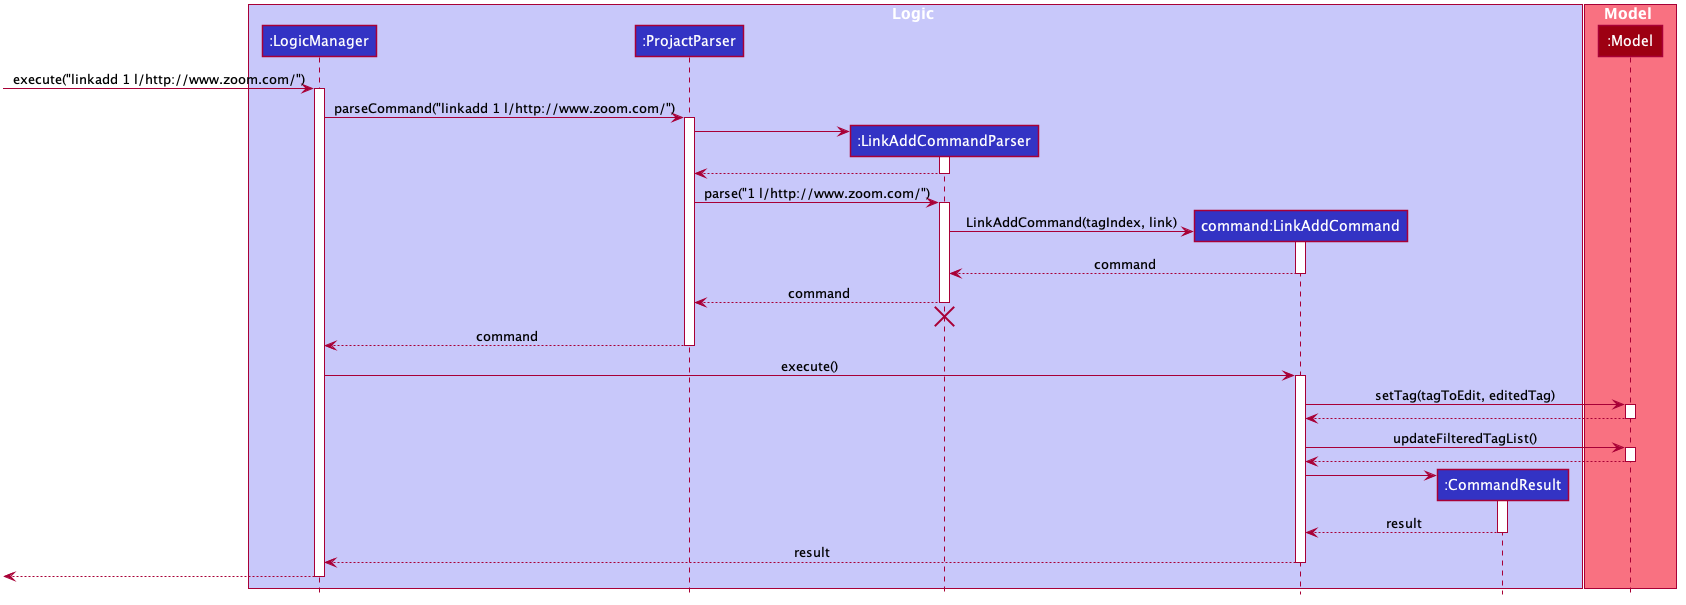 Logic
Model
:LogicManager
:ProjactParser
:Model
execute("linkadd 1 l/http://www.zoom.com/")
parseCommand("linkadd 1 l/http://www.zoom.com/")
:LinkAddCommandParser
parse("1 l/http://www.zoom.com/")
LinkAddCommand(tagIndex, link)
command:LinkAddCommand
command
command
command
execute()
setTag(tagToEdit, editedTag)
updateFilteredTagList()
:CommandResult
result
result